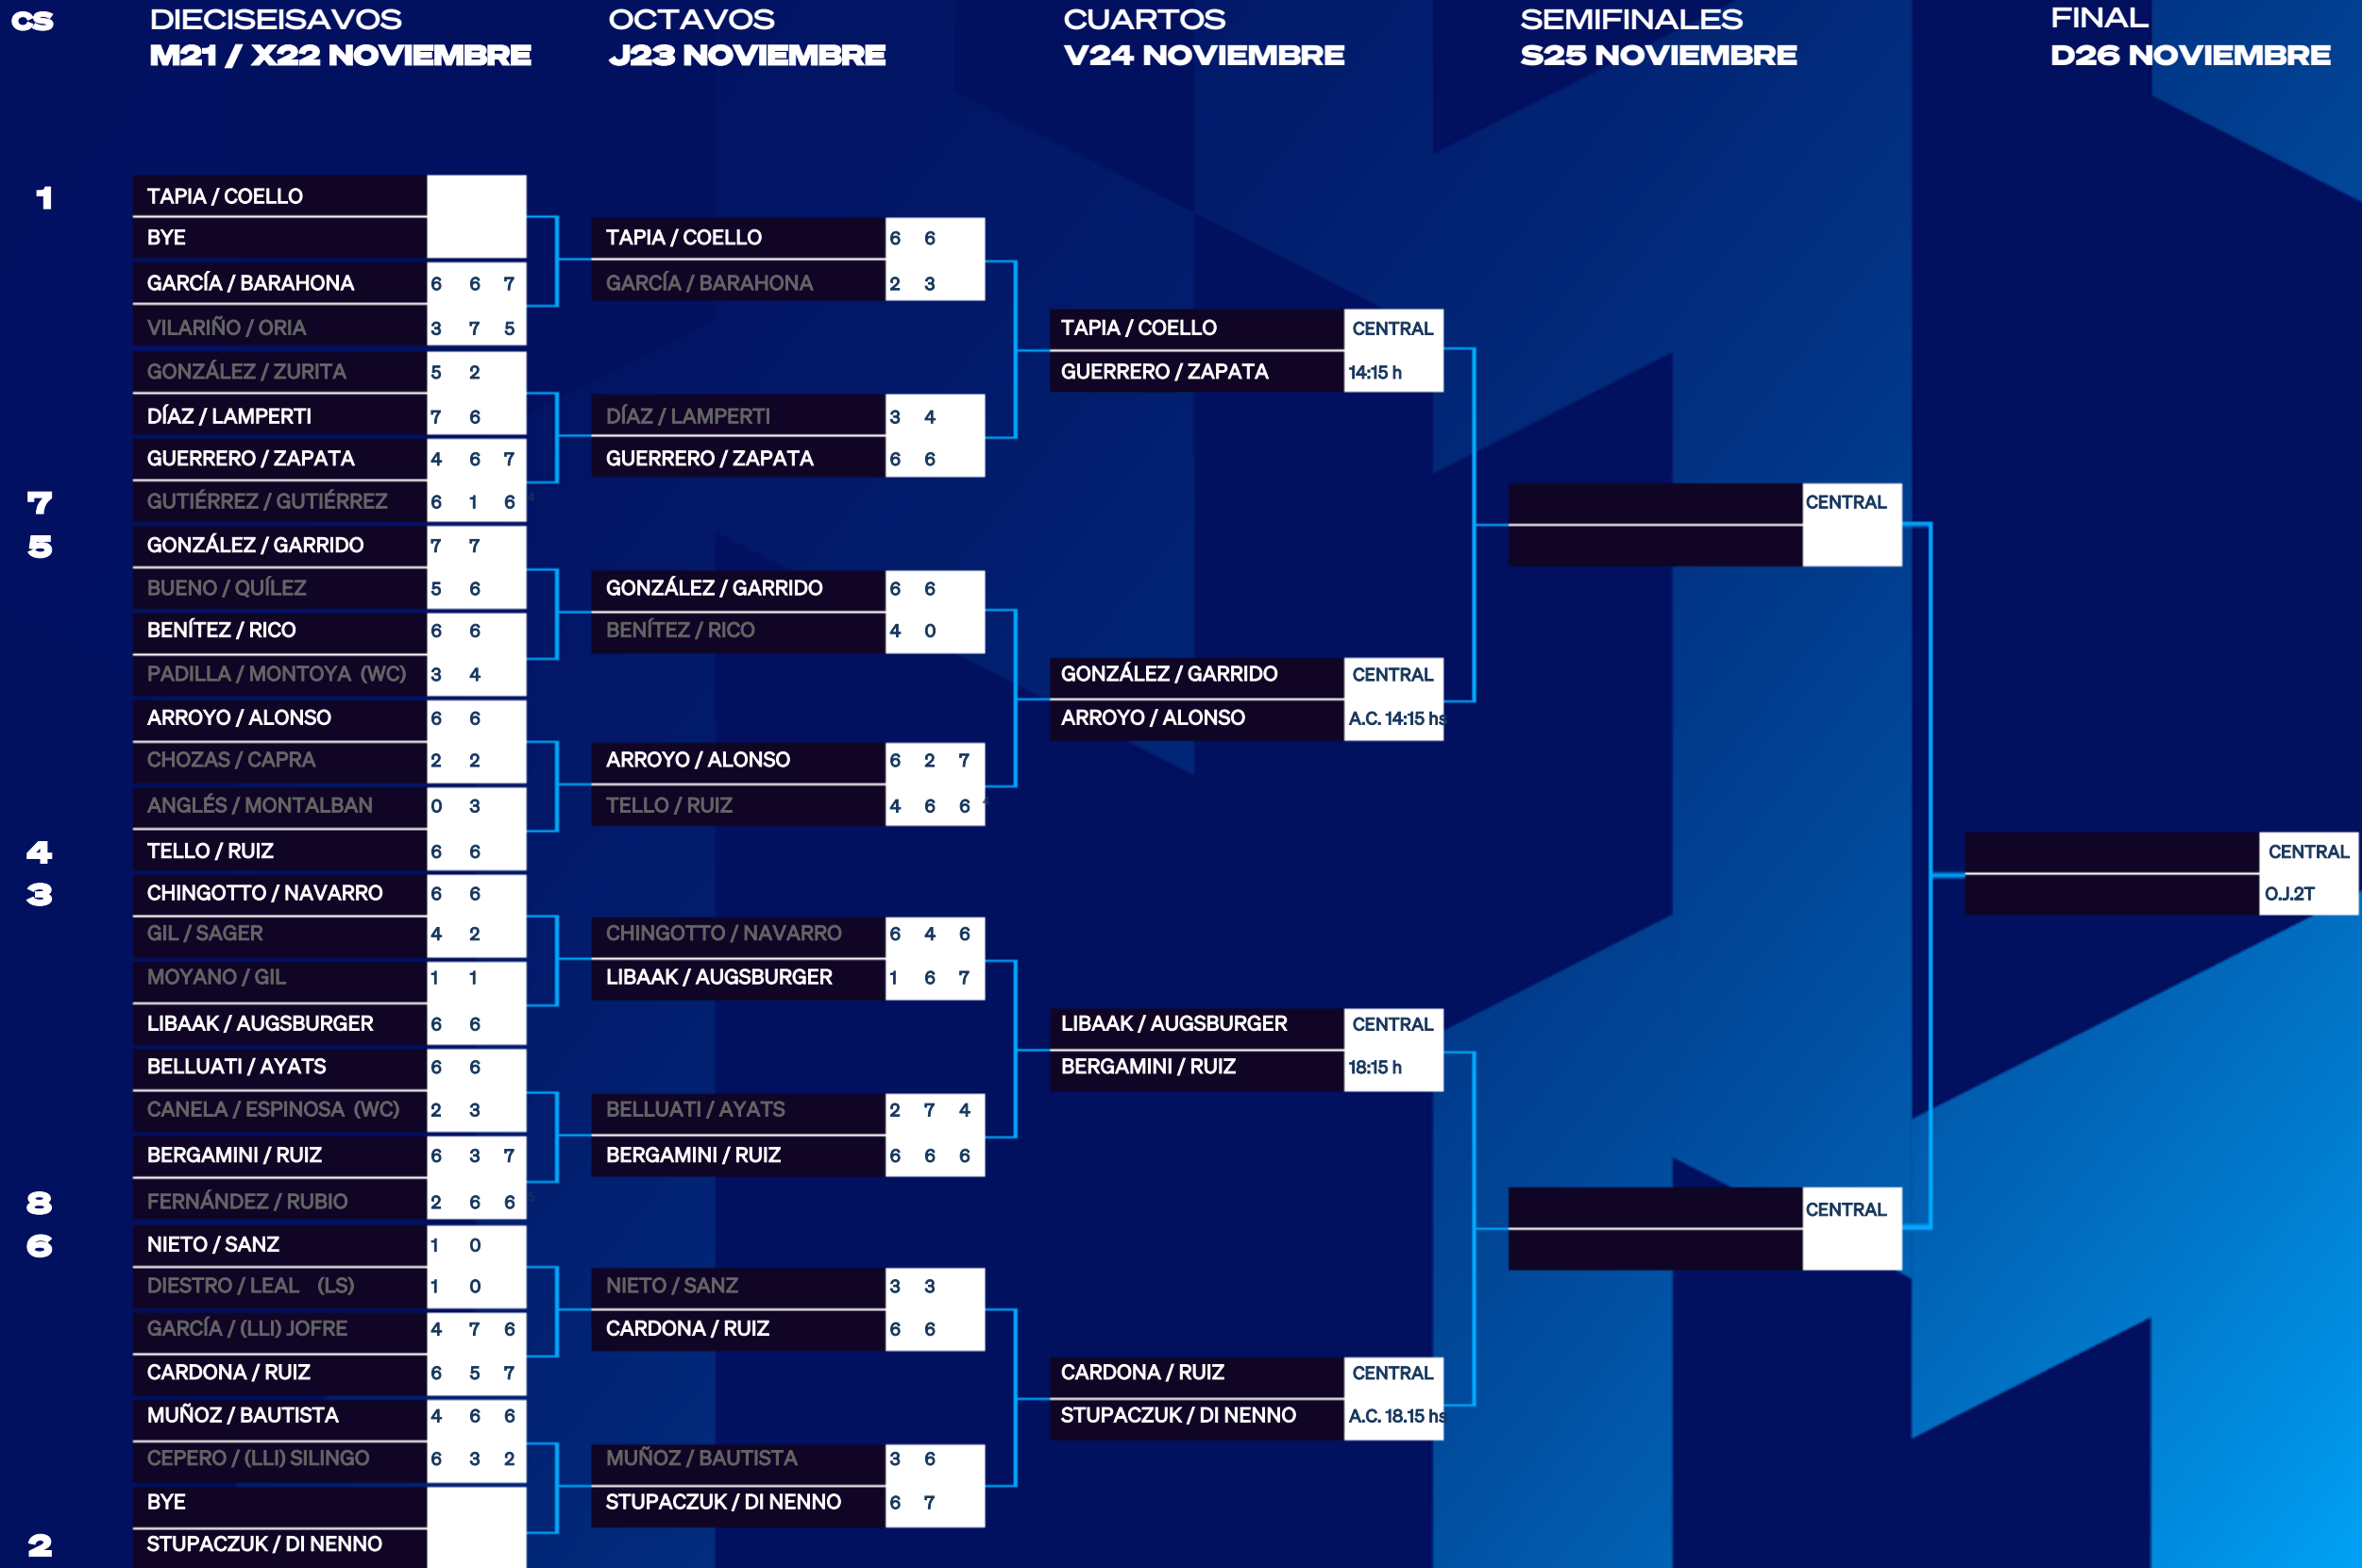 CS
DIECISEISAVOS
M21 / X22 NOVIEMBRE
OCTAVOS
J23 NOVIEMBRE
CUARTOS
V24 NOVIEMBRE
SEMIFINALES
S25 NOVIEMBRE
FINAL
D26 NOVIEMBRE
1
TAPIA / COELLO
BYE
GARCÍA / BARAHONA 6 6 7
VILARIÑO / ORIA 3 7 5
GONZÁLEZ / ZURITA 5 2
DÍAZ / LAMPERTI 7 6
GUERRERO / ZAPATA 4 6 7
7
GUTIÉRREZ / GUTIÉRREZ 6 1 6 4
5
GONZÁLEZ / GARRIDO 7 7
BUENO / QUÍLEZ 5 6
BENÍTEZ / RICO 6 6
PADILLA / MONTOYA (WC) 3 4
ARROYO / ALONSO 6 6
CHOZAS / CAPRA 2 2
ANGLÉS / MONTALBAN 0 3
4
TELLO / RUIZ 6 6
3
CHINGOTTO / NAVARRO 6 6
GIL / SAGER 4 2
MOYANO / GIL 1 1
LIBAAK / AUGSBURGER 6 6
BELLUATI / AYATS 6 6
CANELA / ESPINOSA (WC) 2 3
BERGAMINI / RUIZ 6 3 7
8
FERNÁNDEZ / RUBIO 2 6 6 5
6
NIETO / SANZ 1 0
DIESTRO / LEAL (LS) 1 0
GARCÍA / (LLI) JOFRE 4 7 6
CARDONA / RUIZ 6 5 7
MUÑOZ / BAUTISTA 4 6 6
CEPERO / (LLI) SILINGO 6 3 2
BYE
2
STUPACZUK / DI NENNO
TAPIA / COELLO 6 6
GARCÍA / BARAHONA 2 3
DÍAZ / LAMPERTI 3 4
GUERRERO / ZAPATA 6 6
GONZÁLEZ / GARRIDO 6 6
BENÍTEZ / RICO 4 0
ARROYO / ALONSO 6 2 7
TELLO / RUIZ 4 6 6
CHINGOTTO / NAVARRO 6 4 6
LIBAAK / AUGSBURGER 1 6 7
BELLUATI / AYATS 2 7 4
BERGAMINI / RUIZ 6 6 6
NIETO / SANZ 3 3
CARDONA / RUIZ 6 6
MUÑOZ / BAUTISTA 3 6
STUPACZUK / DI NENNO 6 7
TAPIA / COELLO CENTRAL
GUERRERO / ZAPATA 14:15 h
GONZÁLEZ / GARRIDO CENTRAL
ARROYO / ALONSO A.C. 14:15 hs
LIBAAK / AUGSBURGER CENTRAL
BERGAMINI / RUIZ 18:15 h
CARDONA / RUIZ CENTRAL
STUPACZUK / DI NENNO A.C. 18.15 hs
CENTRAL
CENTRAL
CENTRAL
O.J.2T